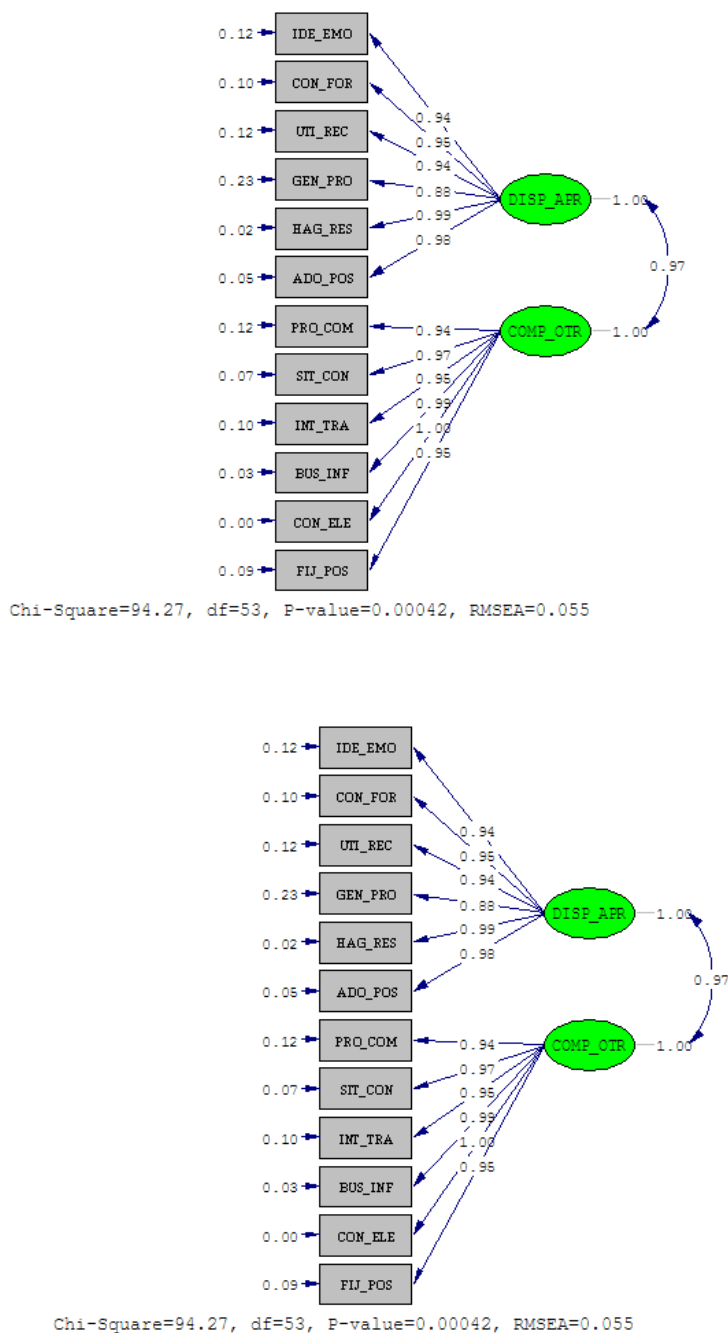 0.12 IDE_EMO
0.10 CON_FOR
0.94
0.95
0.12 UTI_REC
0.94
0.23 GEN_PRO
0.88
DISP_APR 1.00
0.02 HAG_RES
0.99
0.98
0.05 ADO_POS
0.97
0.12 PRO_COM
0.94
COMP_OTR 1.00
0.07 SIT_CON
0.97
0.95
0.10 INT_TRA
0.99
1.00
0.95
0.03 BUS_INF
0.00 CON_ELE
0.09 FIJ_POS
Chi-Square=94.27, df=53, P-value=0.00042, RMSEA=0.055
0.12 IDE_EMO
0.10 CON_FOR
0.94
0.95
0.12 UTI_REC
0.94
0.23 GEN_PRO
0.88
DISP_APR 1.00
0.02 HAG_RES
0.99
0.98
0.05 ADO_POS
0.97
0.12 PRO_COM
0.94
COMP_OTR 1.00
0.07 SIT_CON
0.97
0.95
0.10 INT_TRA
0.99
1.00
0.95
0.03 BUS_INF
0.00 CON_ELE
0.09 FIJ_POS
Chi-Square=94.27, df=53, P-value=0.00042, RMSEA=0.055